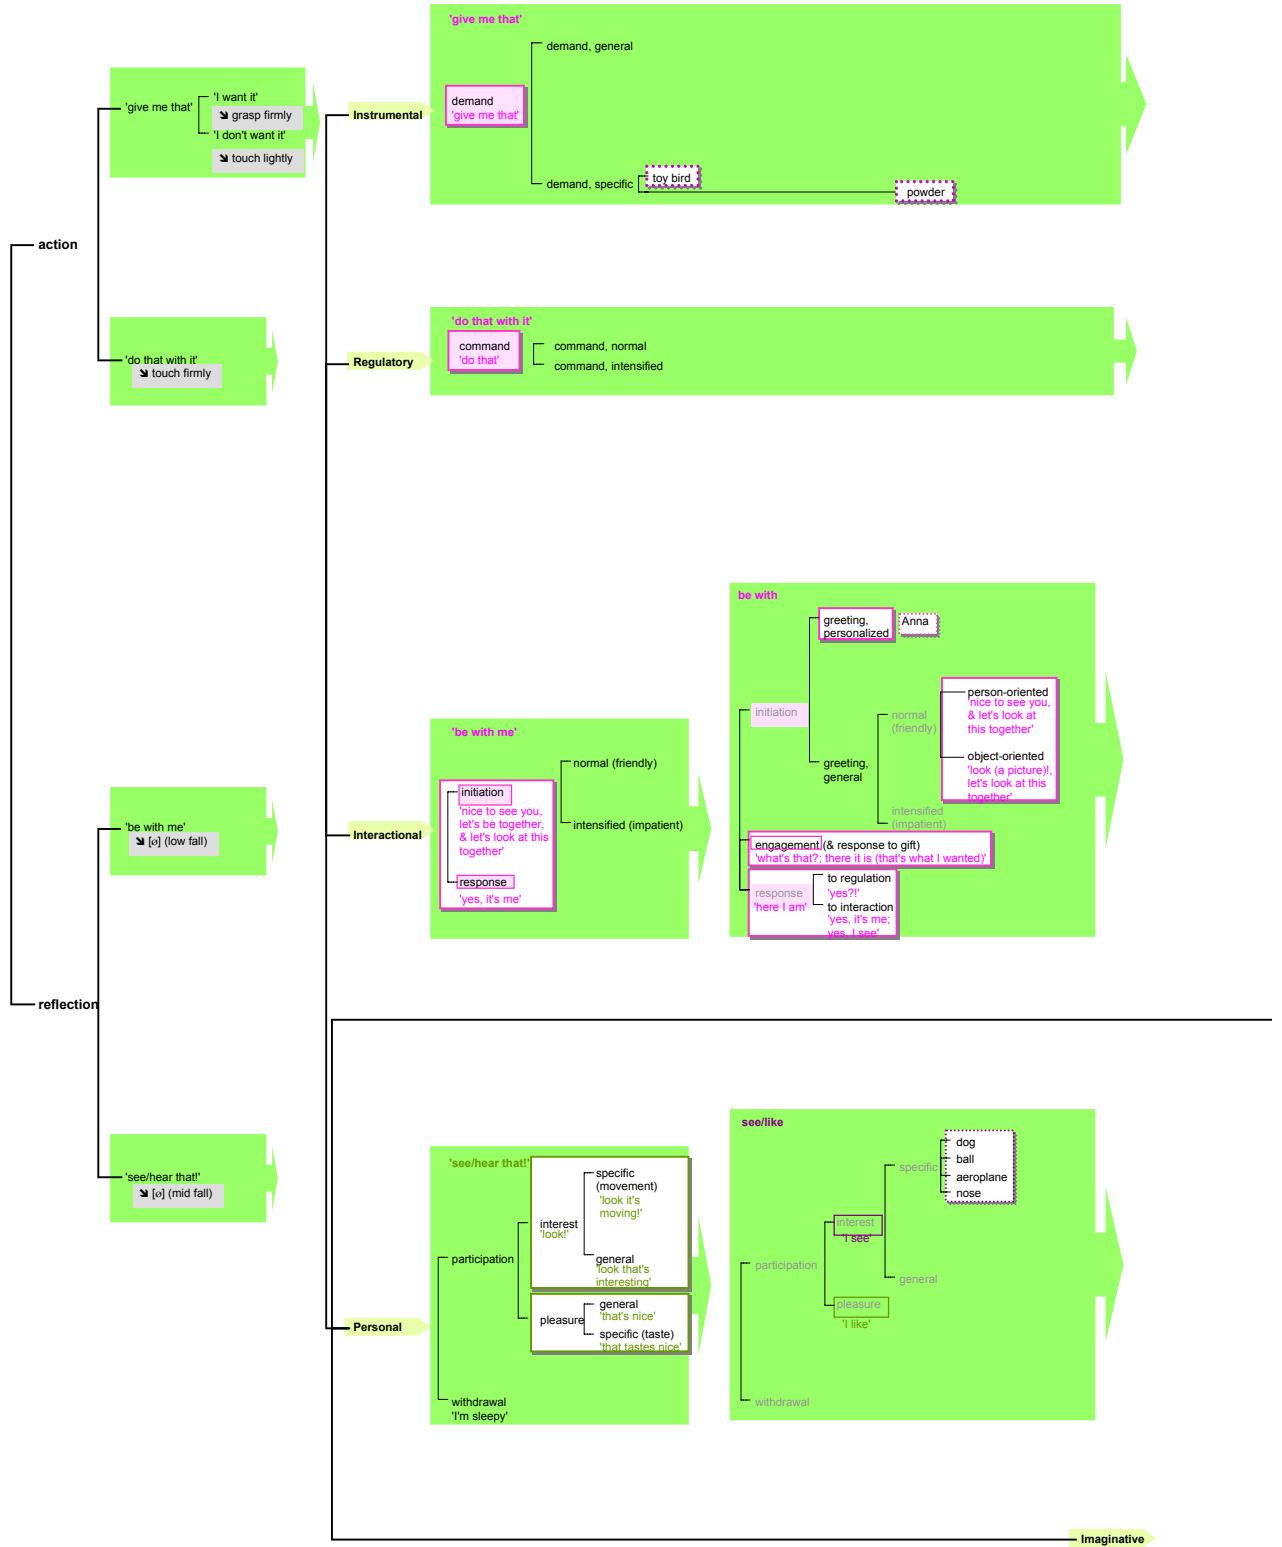 'give me that'
demand, general
demand
'give me that'
demand, specific
toy bird
powder
'give me that'
'I want it'
↘ grasp firmly
'I don't want it'
↘ touch lightly
Instrumental
action
'do that with it'
↘ touch firmly
Regulatory
'do that with it'
command
'do that'
command, normal
command, intensified
be with
greeting,
personalized
Anna
initiation
normal
(friendly)
person-oriented
'nice to see you,
& let's look at
this together'
greeting,
general
object-oriented
'look (a picture)!,
let's look at this
together'
intensified
(impatient)
engagement (& response to gift)
'what's that?; there it is (that's what I wanted)'
response
'here I am'
to regulation
'yes?!'
to interaction
'yes, it's me;
yes, I see'
'be with me'
normal (friendly)
initiation
'nice to see you,
let's be together,
& let's look at this
together'
intensified (impatient)
response
'yes, it's me'
'be with me'
↘ [ø] (low fall)
Interactional
reflection
'see/hear that!'
↘ [ø] (mid fall)
Personal
'see/hear that!'
specific
(movement)
'look it's
moving!'
interest
'look!'
general
'look that's
interesting'
participation
pleasure
general
'that's nice'
specific (taste)
'that tastes nice'
withdrawal
'I'm sleepy'
see/like
specific
dog
ball
aeroplane
nose
interest
'I see'
participation
general
pleasure
'I like'
withdrawal
Imaginative